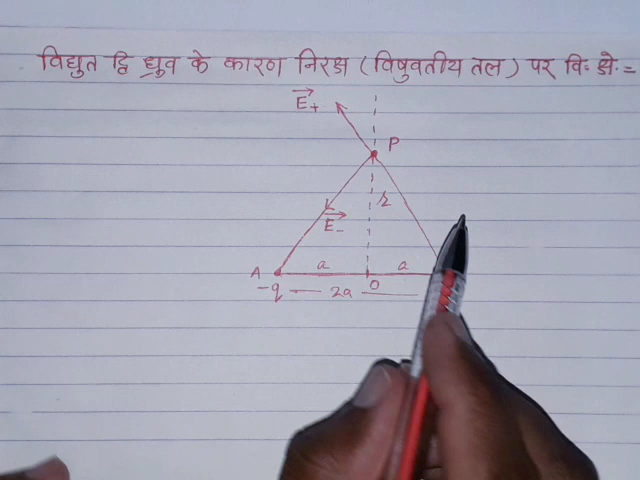 विद्युत द्वि ध्रुव के कारण निरक्ष (विषुवतीय तल) पर वि. क्षे. =
E₊
P
r
E₋
A a a
-q 2a O